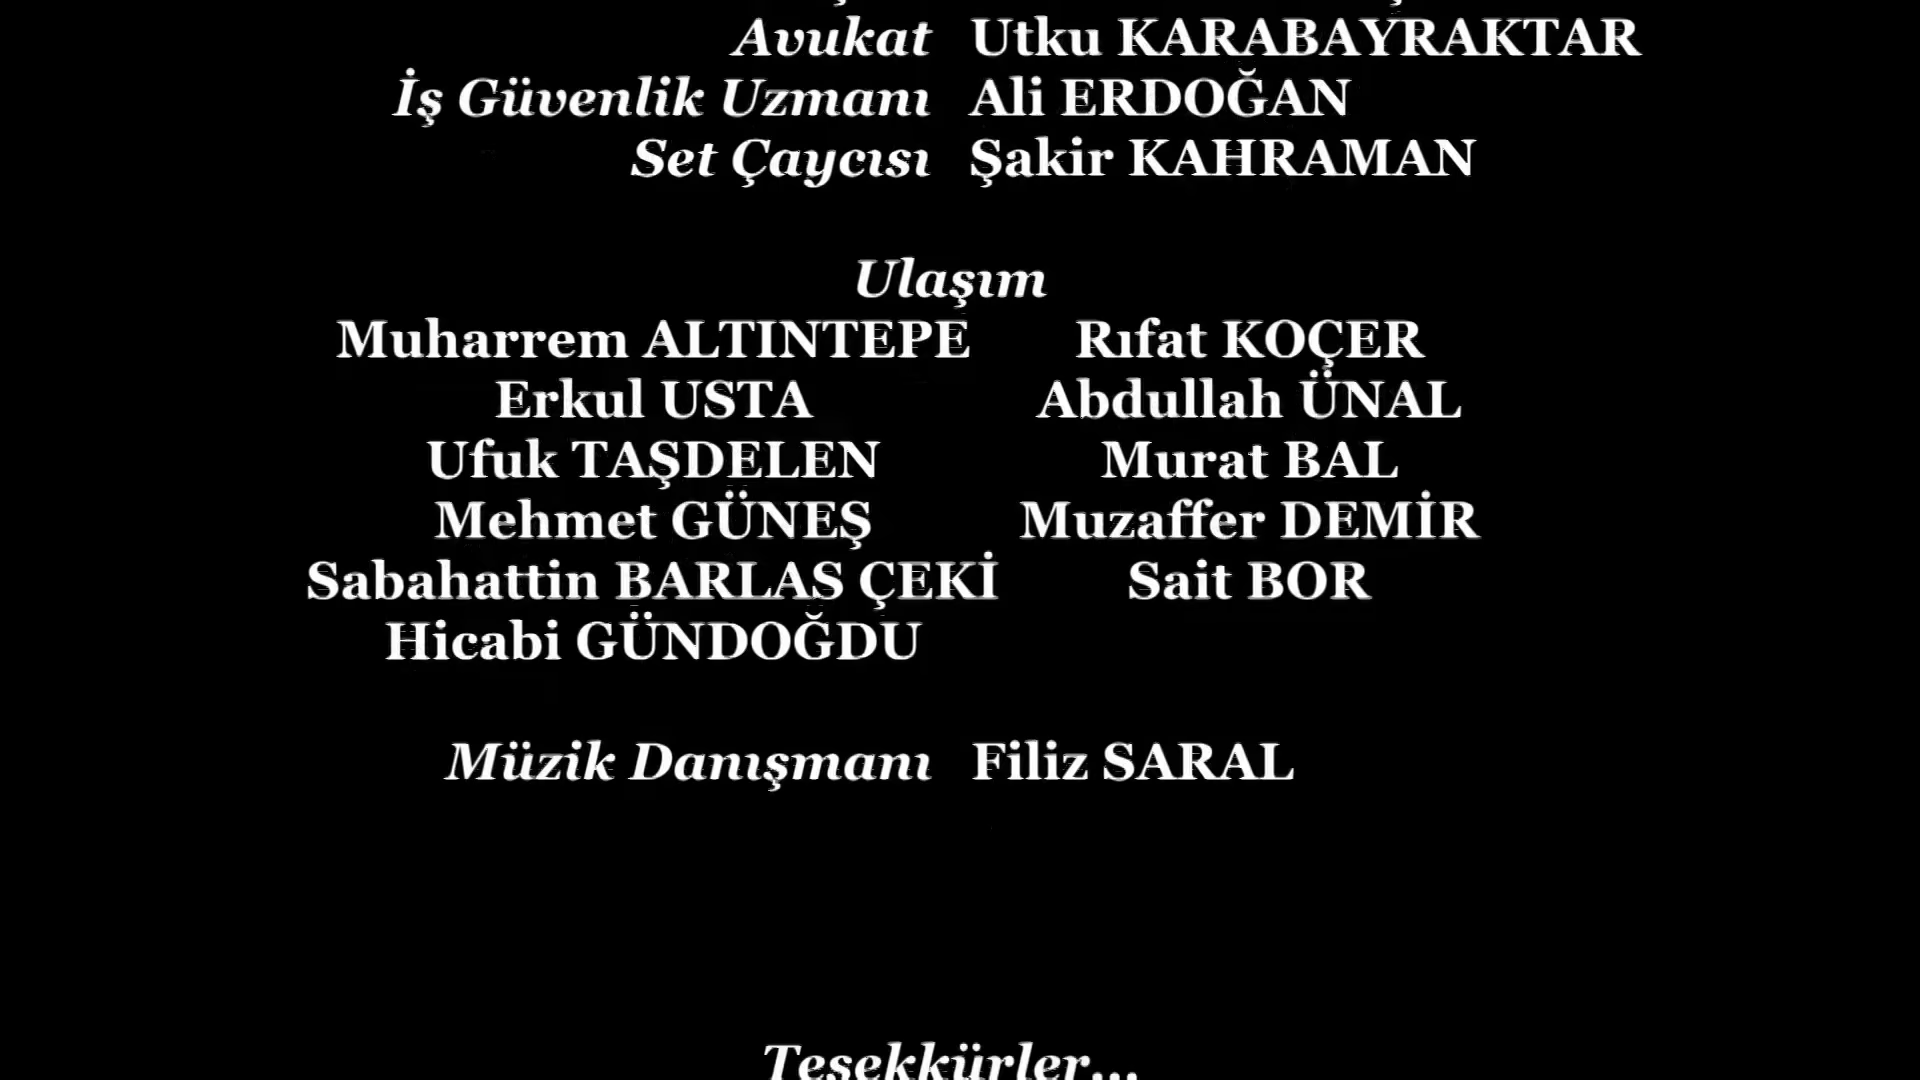 Avukat Utku KARABAYRAKTAR
İş Güvenlik Uzmanı Ali ERDOĞAN
Set Çaycısı Şakir KAHRAMAN
Ulaşım
Muharrem ALTINTEPE Rıfat KOÇER
Erkul USTA Abdullah ÜNAL
Ufuk TAŞDELEN Murat BAL
Mehmet GÜNEŞ Muzaffer DEMİR
Sabahattin BARLAS ÇEKİ Sait BOR
Hicabi GÜNDOĞDU
Müzik Danışmanı Filiz SARAL
Teşekkürler...